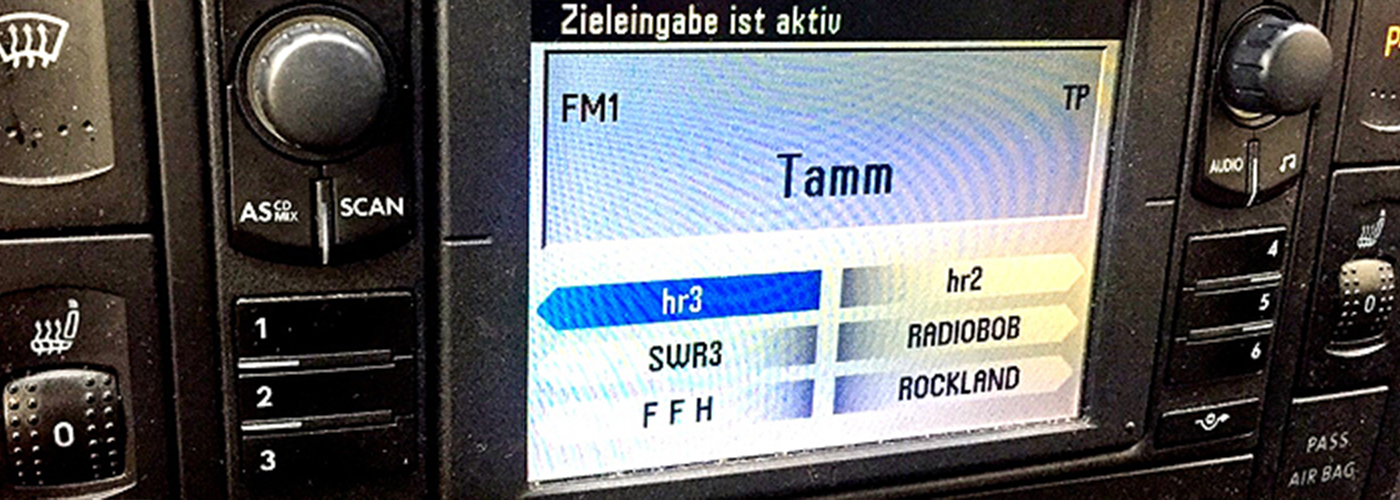 Zieleingabe ist aktiv
FM1
TP
Tamm
hr3
hr2
SWR3
RADIOBOB
F F H
ROCKLAND
AS CD MIX
SCAN
1
2
3
0
AUDIO
4
5
6
0
P
PASS
AIR BAG